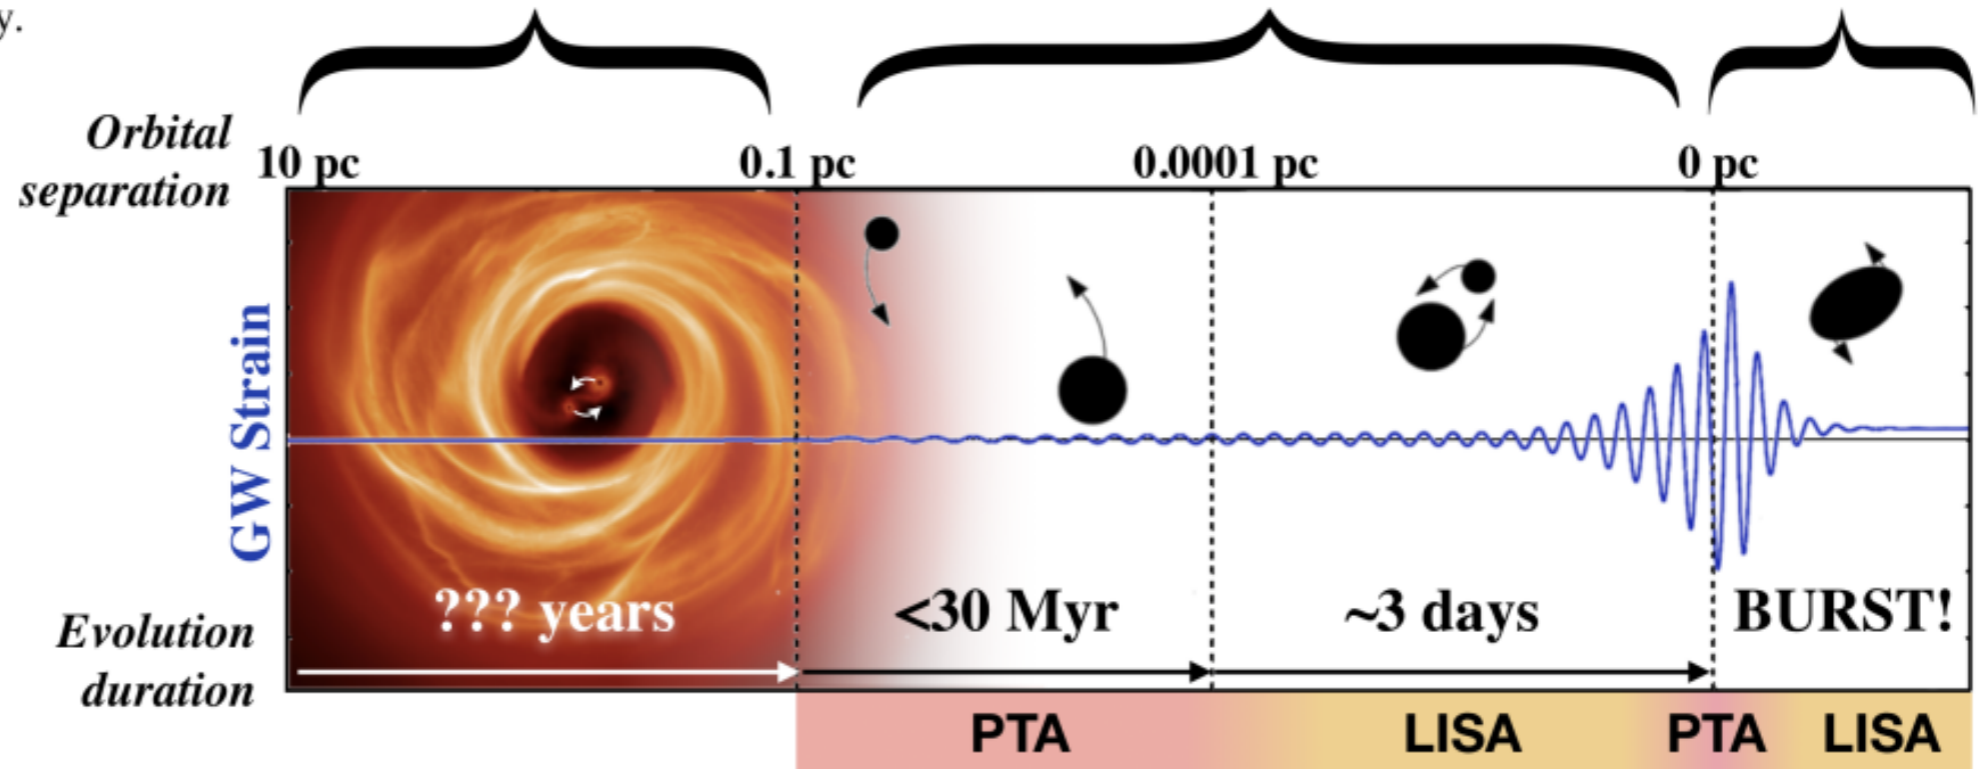 y.
Orbital
separation
10 pc
0.1 pc
0.0001 pc
0 pc
GW Strain
??? years
<30 Myr
~3 days
BURST!
Evolution
duration
PTA
LISA
PTA
LISA